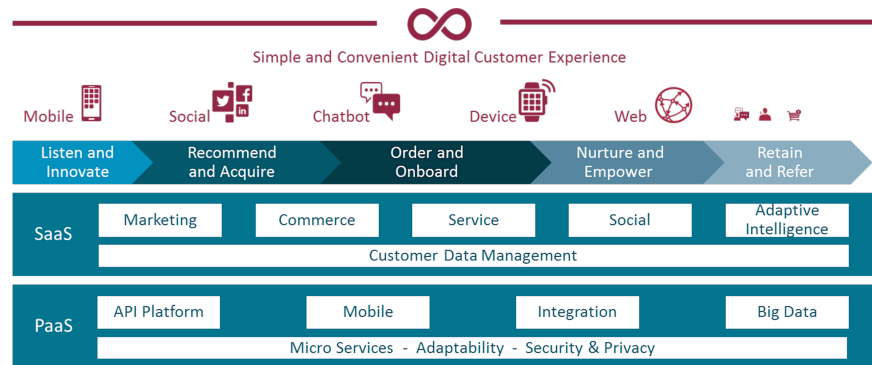 Simple and Convenient Digital Customer Experience
Mobile
Social
in
Chatbot
Device
Web
Listen and
Innovate
Recommend
and Acquire
Order and
Onboard
Nurture and
Empower
Retain
and Refer
SaaS
Marketing
Commerce
Service
Social
Adaptive
Intelligence
Customer Data Management
PaaS
API Platform
Mobile
Integration
Big Data
Micro Services - Adaptability - Security & Privacy